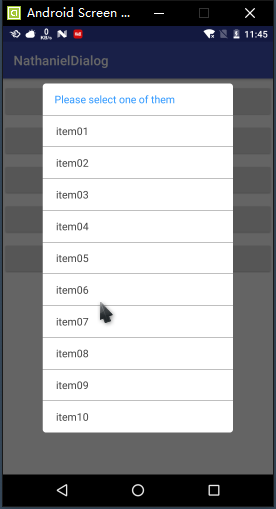 Android Screen ...
0
KB/s
11:45
NathanielDialog
Please select one of them
item01
item02
item03
item04
item05
item06
item07
item08
item09
item10